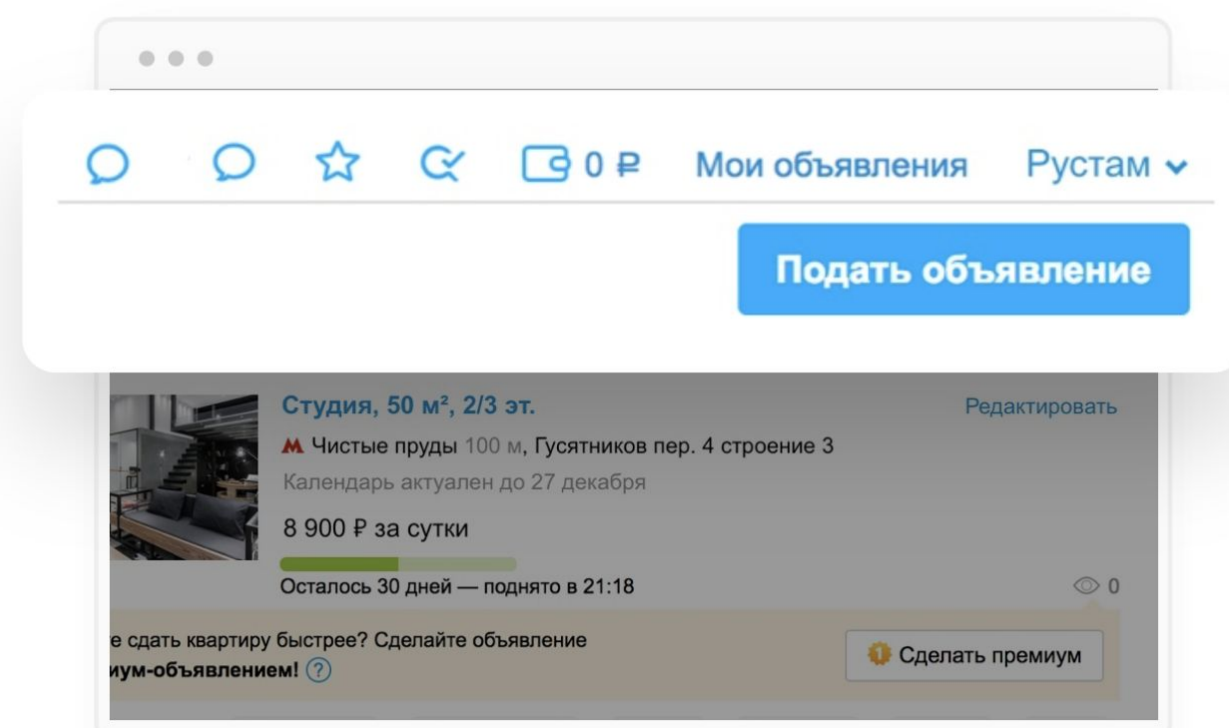 0 ₽ Мои объявления Рустам
Подать объявление
Студия, 50 м², 2/3 эт. Редактировать
Чистые пруды 100 м, Гусятников пер. 4 строение 3
Календарь актуален до 27 декабря
8 900 ₽ за сутки
Осталось 30 дней — поднято в 21:18 0
е сдать квартиру быстрее? Сделайте объявление
иум-объявлением! ?
1 Сделать премиум